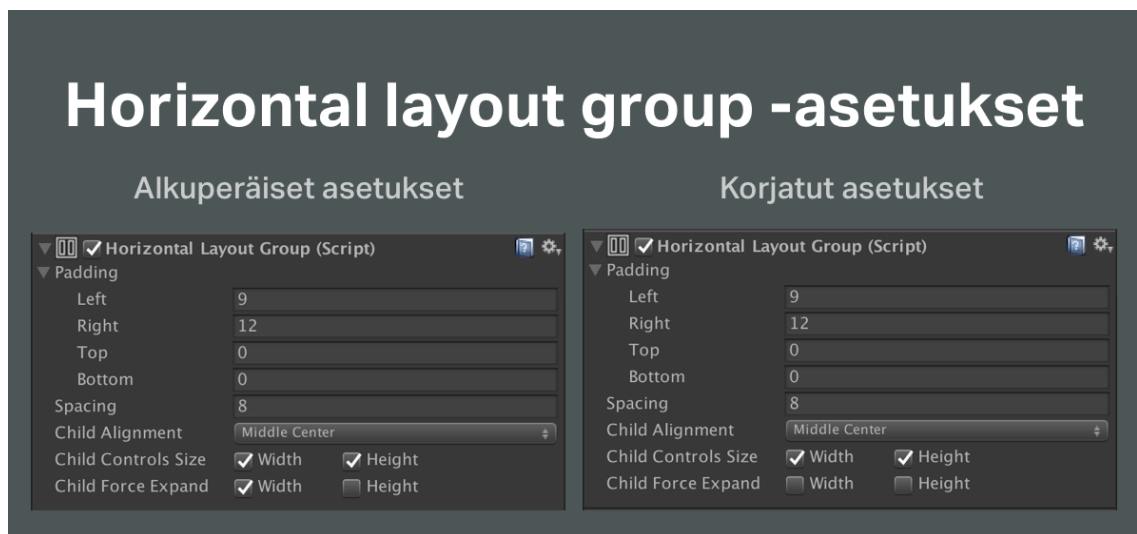 Horizontal layout group -asetukset
Alkuperäiset asetukset
Horizontal Layout Group (Script)
Padding
Left 9
Right 12
Top 0
Bottom 0
Spacing 8
Child Alignment Middle Center
Child Controls Size Width Height
Child Force Expand Width Height
Korjatut asetukset
Horizontal Layout Group (Script)
Padding
Left 9
Right 12
Top 0
Bottom 0
Spacing 8
Child Alignment Middle Center
Child Controls Size Width Height
Child Force Expand Width Height